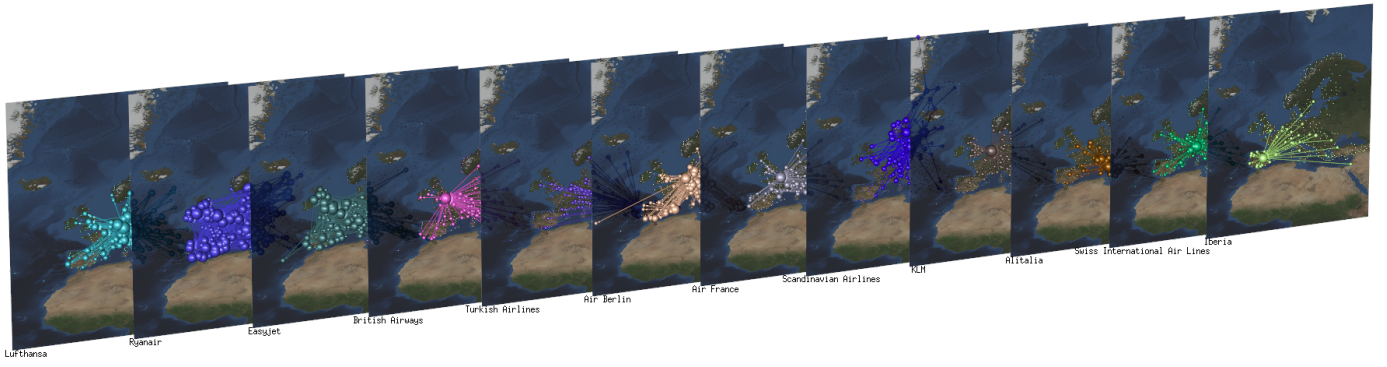 Lufthansa
Ryanair
Easyjet
British Airways
Turkish Airlines
Air Berlin
Air France
Scandinavian Airlines
KLM
Alitalia
Swiss International Air Lines
Iberia